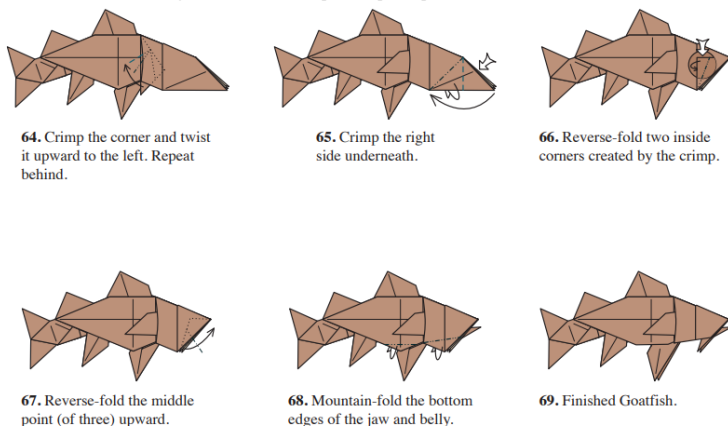 64. Crimp the corner and twist
it upward to the left. Repeat
behind.
65. Crimp the right
side underneath.
66. Reverse-fold two inside
corners created by the crimp.
67. Reverse-fold the middle
point (of three) upward.
68. Mountain-fold the bottom
edges of the jaw and belly.
69. Finished Goatfish.